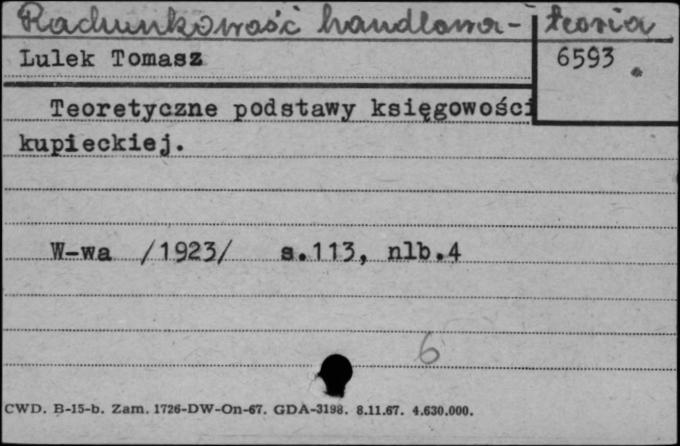 Rachunkowość handlowa - teoria
Lulek Tomasz 6593
Teoretyczne podstawy księgowości
kupieckiej.
W-wa /1923/ s.113, nlb.4
6
CWD. B-15-b. Zam. 1726-DW-On-67. GDA-3198. 8.11.67. 4.630.000.